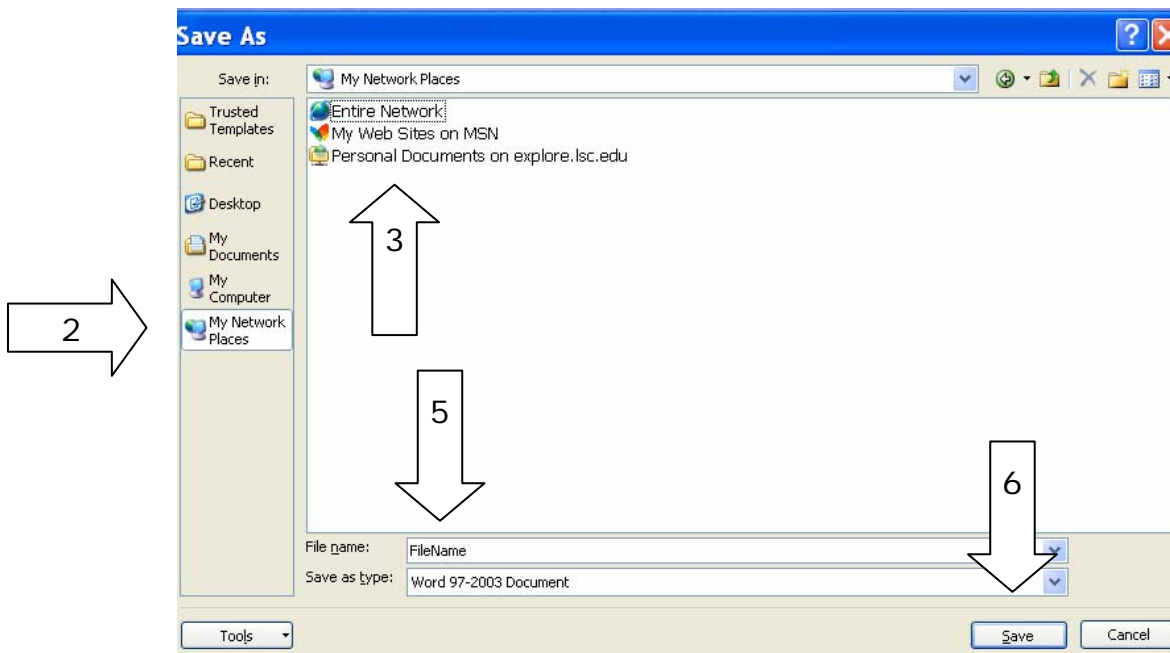 Save As
Save in:
My Network Places
Trusted
Templates
Recent
Desktop
My
Documents
My
Computer
My Network
Places
Entire Network
My Web Sites on MSN
Personal Documents on explore.lsc.edu
2
3
5
6
File name:
FileName
Save as type:
Word 97-2003 Document
Tools
Save
Cancel